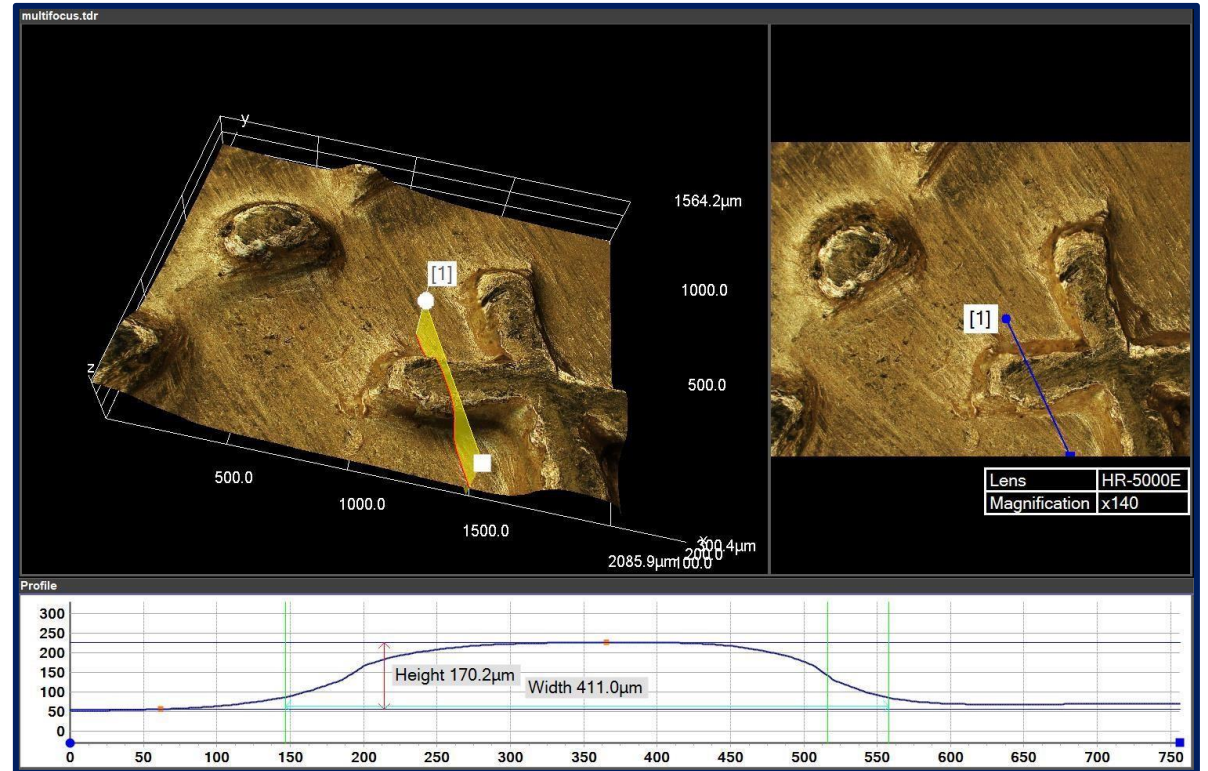 multifocus.tdr
y
1564.2µm
[1]
1000.0
z
500.0
500.0
1000.0
1500.0
x
300.4µm
200.0
2085.9µm
100.0
[1]
Lens HR-5000E
Magnification x140
Profile
300
250
200
150
100
50
0
Height 170.2µm
Width 411.0µm
0 50 100 150 200 250 300 350 400 450 500 550 600 650 700 750